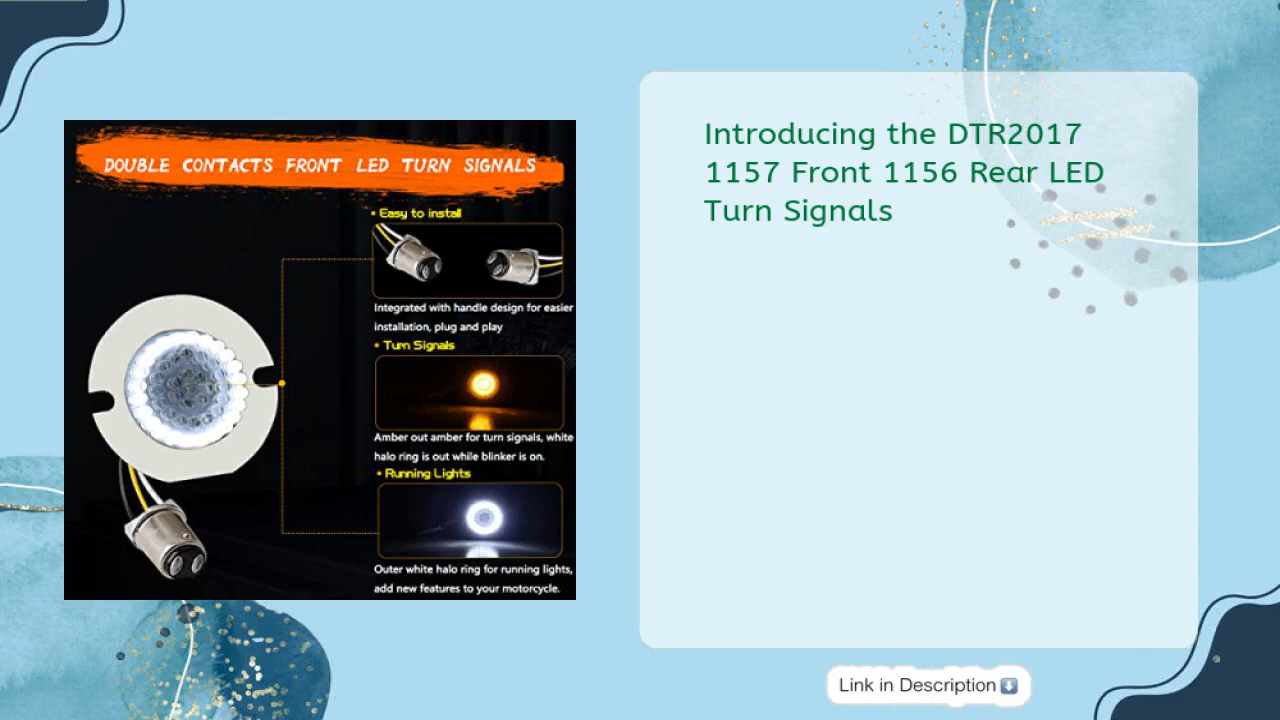 DOUBLE CONTACTS FRONT LED TURN SIGNALS
• Easy to install
Integrated with handle design for easier
installation, plug and play
• Turn Signals
Amber out amber for turn signals, white
halo ring is out while blinker is on.
• Running Lights
Outer white halo ring for running lights,
add new features to your motorcycle.
Introducing the DTR2017
1157 Front 1156 Rear LED
Turn Signals
Link in Description⬇️